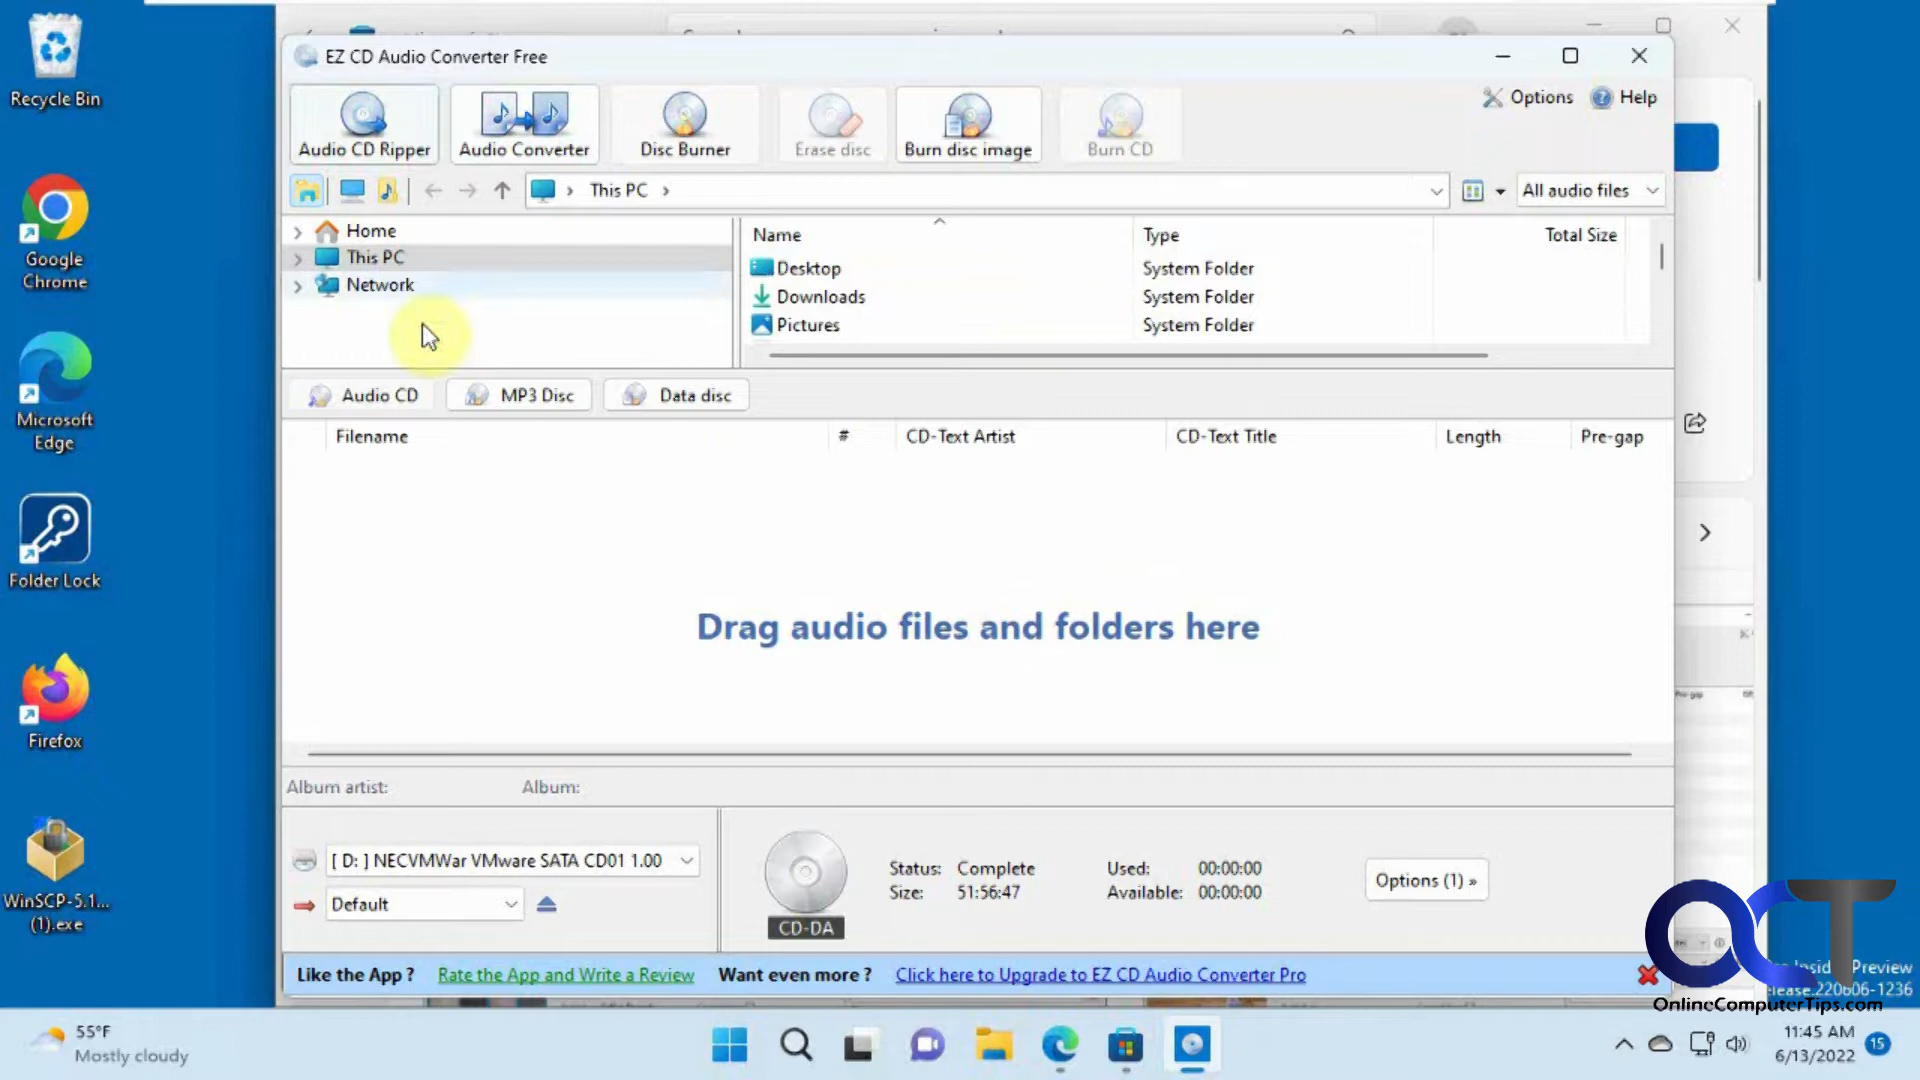 Recycle Bin
Google
Chrome
Microsoft
Edge
Folder Lock
Firefox
WinSCP-5.1...
(1).exe
EZ CD Audio Converter Free
Audio CD Ripper
Audio Converter
Disc Burner
Erase disc
Burn disc image
Burn CD
Options
Help
This PC
All audio files
Home
This PC
Network
Name Type Total Size
Desktop System Folder
Downloads System Folder
Pictures System Folder
Audio CD
MP3 Disc
Data disc
Filename # CD-Text Artist CD-Text Title Length Pre-gap
Drag audio files and folders here
Album artist: Album:
[ D: ] NECVMWar VMware SATA CD01 1.00
Default
CD-DA
Status: Complete Used: 00:00:00
Size: 51:56:47 Available: 00:00:00
Options (1) »
Like the App ? Rate the App and Write a Review Want even more ? Click here to Upgrade to EZ CD Audio Converter Pro
Preview
220606-1236
OCT
OnlineComputerTips.com
55°F
Mostly cloudy
11:45 AM
6/13/2022
15